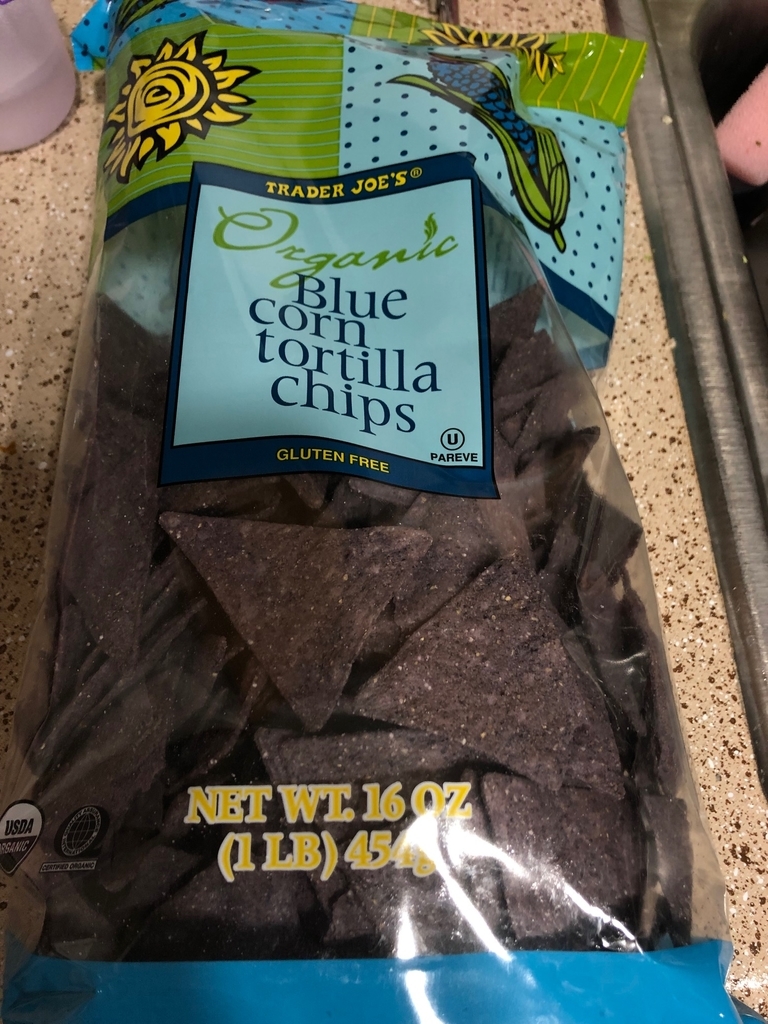 TRADER JOE'S®
Organic
Blue
corn
tortilla
chips
U
PAREVE
GLUTEN FREE
NET WT. 16 OZ
(1 LB) 454g
USDA
ORGANIC
CERTIFIED ORGANIC